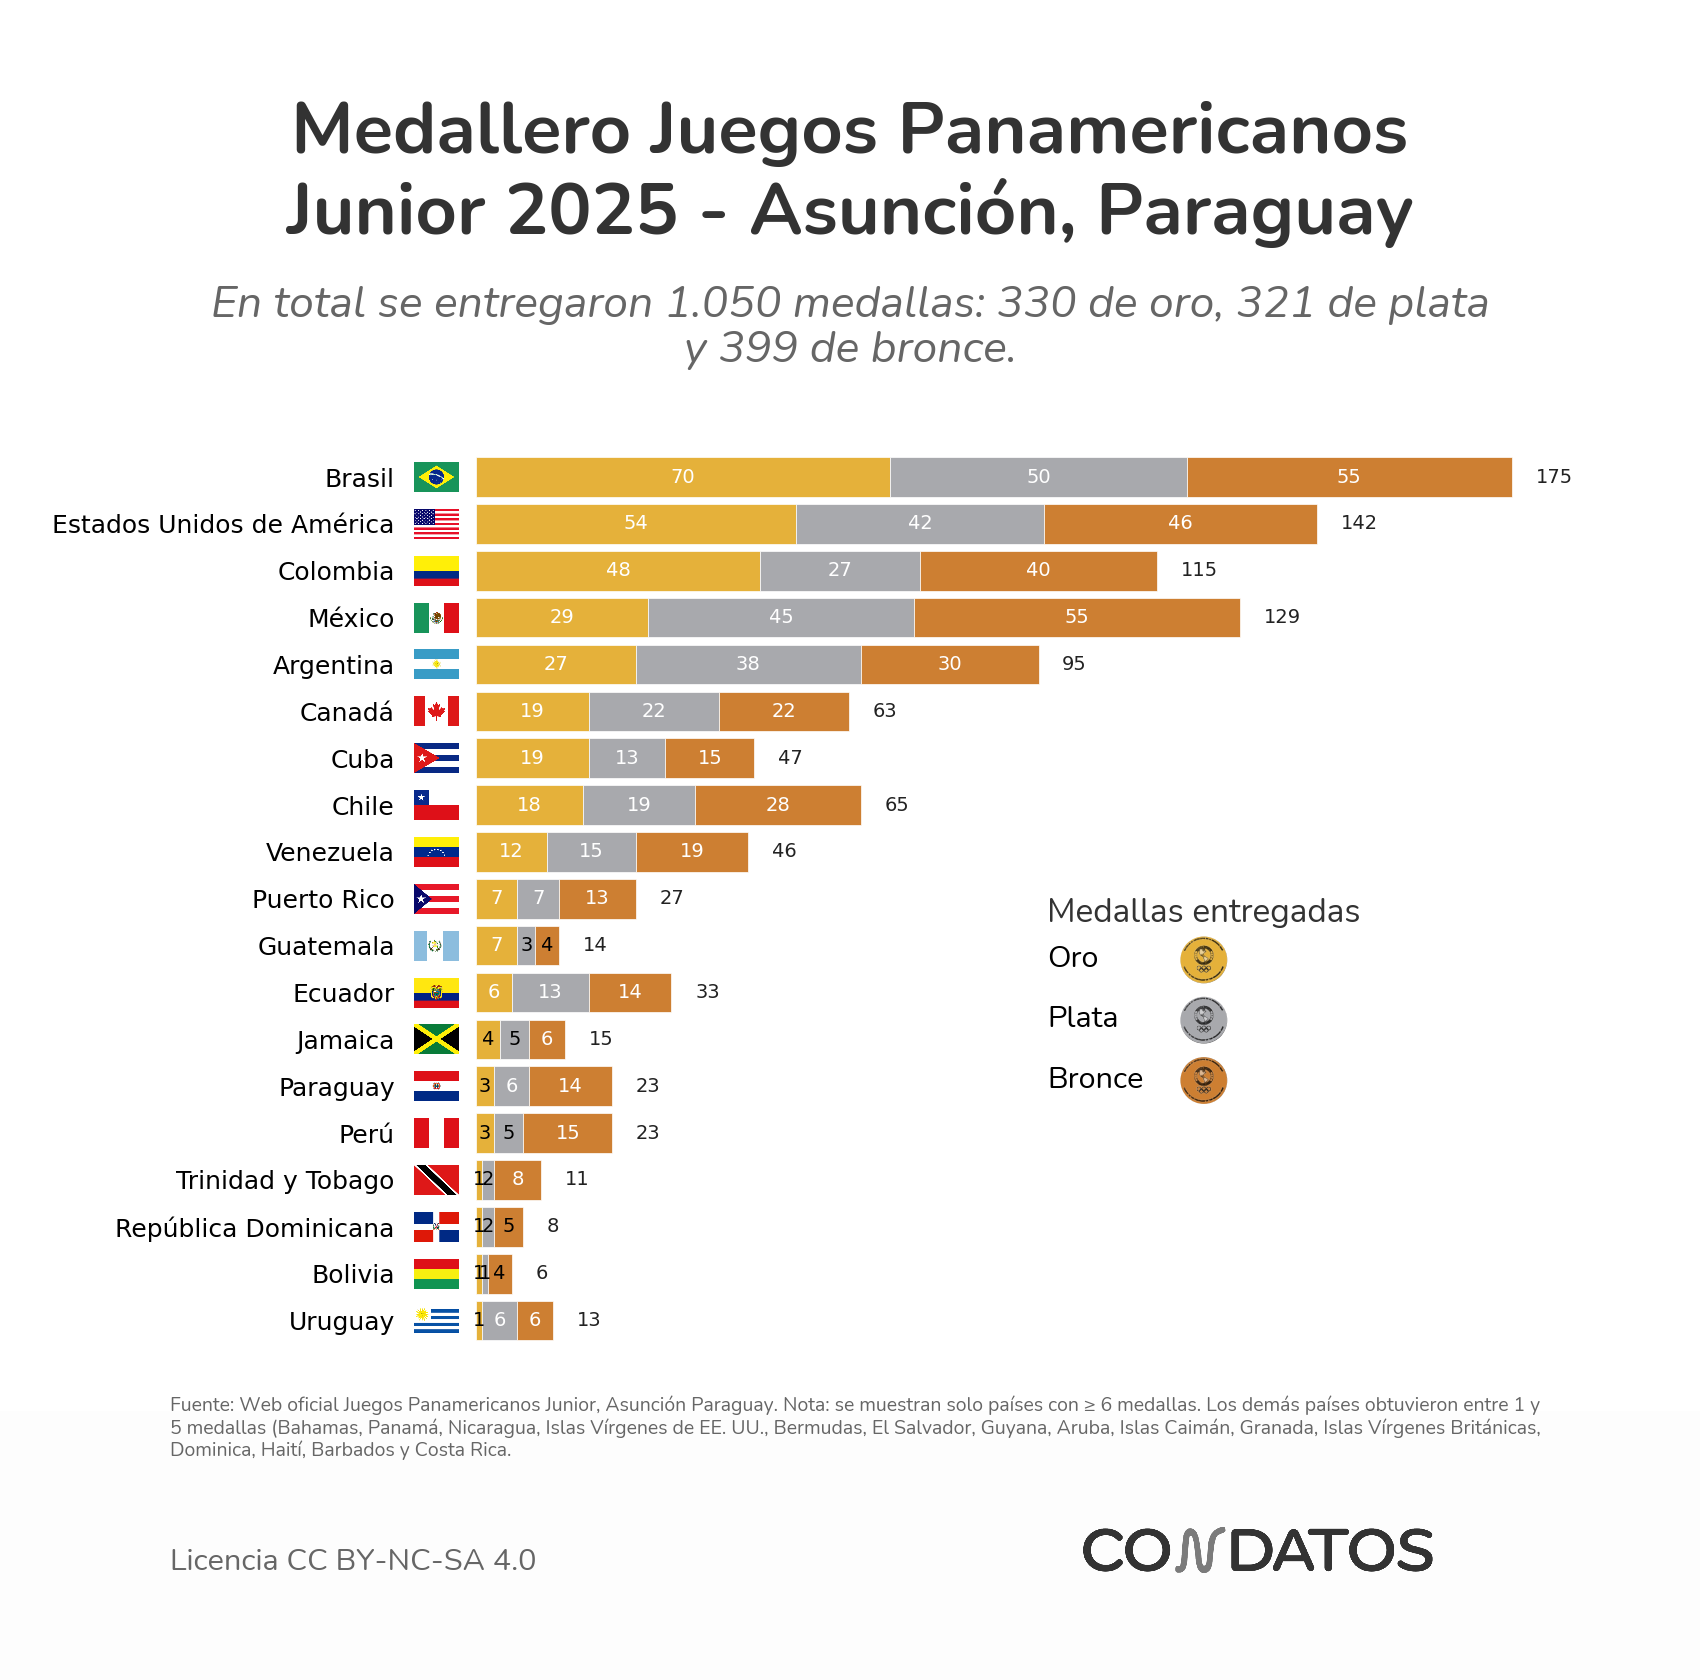 Medallero Juegos Panamericanos
Junior 2025 - Asunción, Paraguay
En total se entregaron 1.050 medallas: 330 de oro, 321 de plata
y 399 de bronce.
Brasil 70 50 55 175
Estados Unidos de América 54 42 46 142
Colombia 48 27 40 115
México 29 45 55 129
Argentina 27 38 30 95
Canadá 19 22 22 63
Cuba 19 13 15 47
Chile 18 19 28 65
Venezuela 12 15 19 46
Puerto Rico 7 7 13 27
Guatemala 7 3 4 14
Ecuador 6 13 14 33
Jamaica 4 5 6 15
Paraguay 3 6 14 23
Perú 3 5 15 23
Trinidad y Tobago 1 2 8 11
República Dominicana 1 2 5 8
Bolivia 1 1 4 6
Uruguay 1 6 6 13
Medallas entregadas
Oro
Plata
Bronce
Fuente: Web oficial Juegos Panamericanos Junior, Asunción Paraguay. Nota: se muestran solo países con ≥ 6 medallas. Los demás países obtuvieron entre 1 y
5 medallas (Bahamas, Panamá, Nicaragua, Islas Vírgenes de EE. UU., Bermudas, El Salvador, Guyana, Aruba, Islas Caimán, Granada, Islas Vírgenes Británicas,
Dominica, Haití, Barbados y Costa Rica.
Licencia CC BY-NC-SA 4.0
CONDATOS